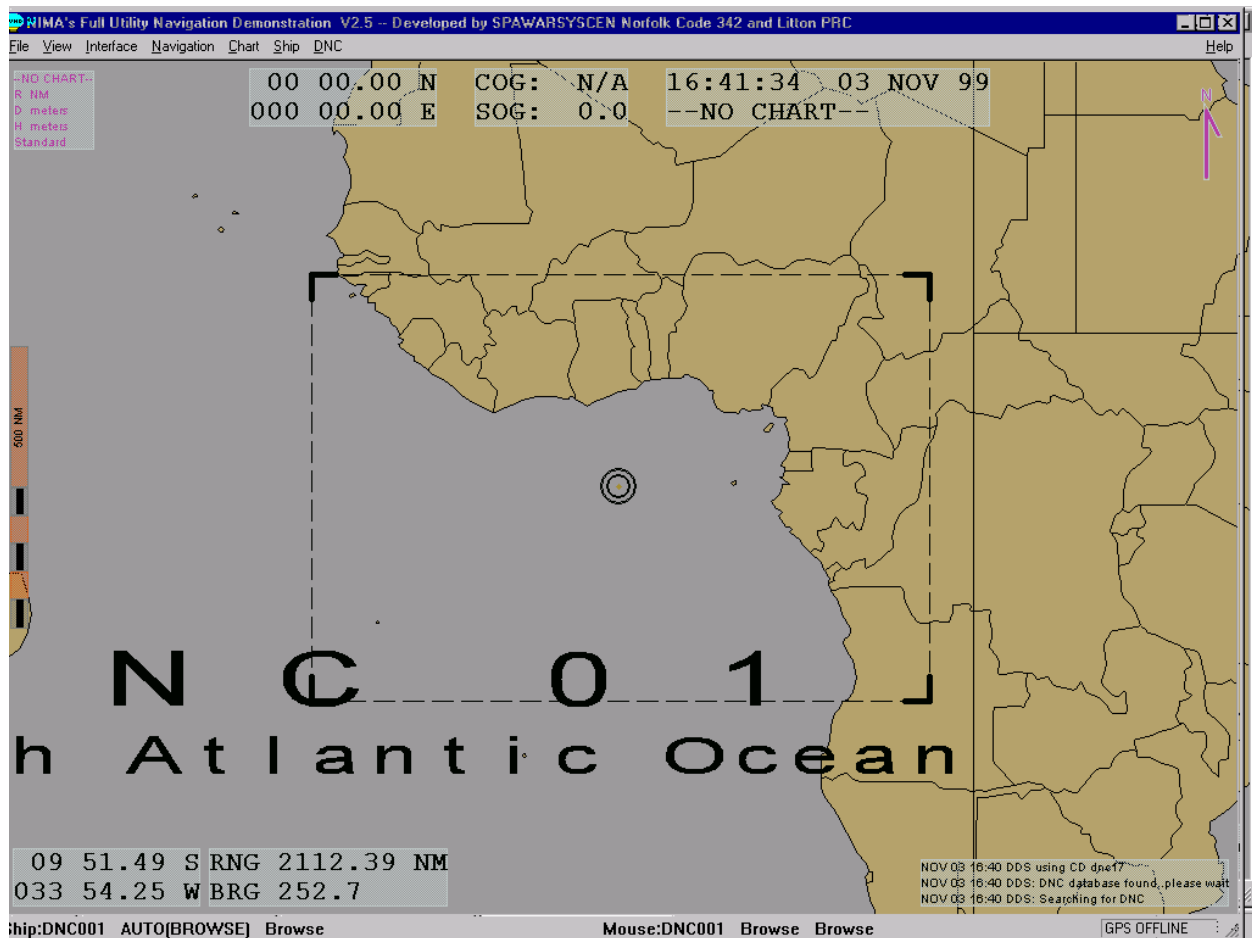 NIMA's Full Utility Navigation Demonstration V2.5 -- Developed by SPAWARSYSCEN Norfolk Code 342 and Litton PRC
File View Interface Navigation Chart Ship DNC Help
--NO CHART--
R NM
D meters
H meters
Standard
00 00.00 N
000 00.00 E
COG: N/A
SOG: 0.0
16:41:34 03 NOV 99
--NO CHART--
N
500 NM
NC 01
h Atlantic Ocean
09 51.49 S
033 54.25 W
RNG 2112.39 NM
BRG 252.7
NOV 03 16:40 DDS using CD dnc17
NOV 03 16:40 DDS: DNC database found, please wait
NOV 03 16:40 DDS: Searching for DNC
Ship:DNC001 AUTO(BROWSE) Browse Mouse:DNC001 Browse Browse GPS OFFLINE